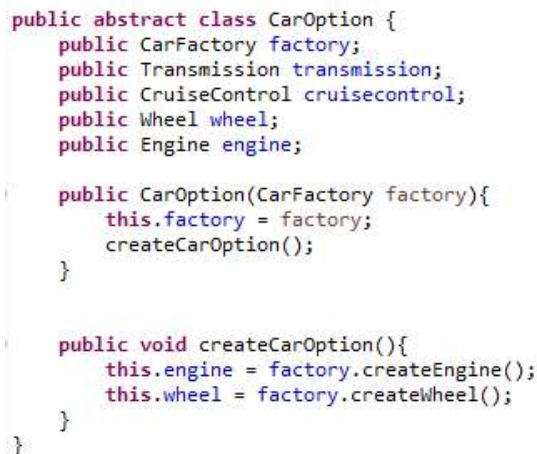 public abstract class CarOption {
    public CarFactory factory;
    public Transmission transmission;
    public CruiseControl cruisecontrol;
    public Wheel wheel;
    public Engine engine;

    public CarOption(CarFactory factory){
        this.factory = factory;
        createCarOption();
    }


    public void createCarOption(){
        this.engine = factory.createEngine();
        this.wheel = factory.createWheel();
    }
}